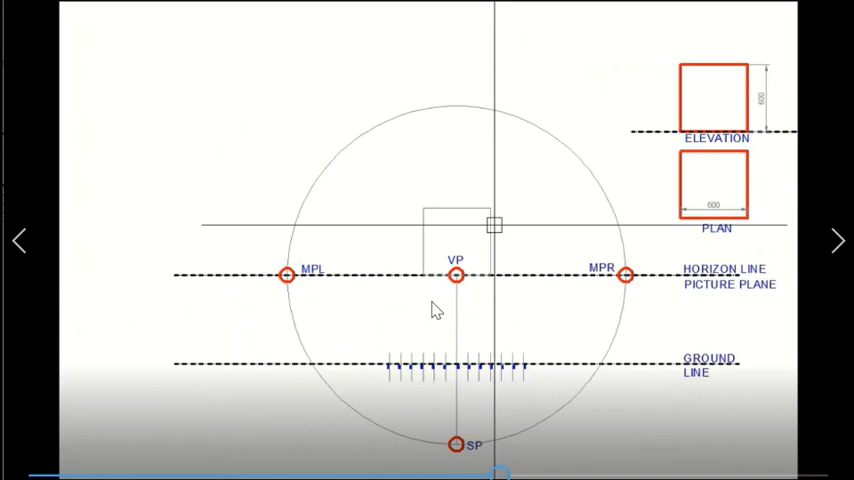 600
ELEVATION
600
PLAN
VP
MPL
MPR
HORIZON LINE
PICTURE PLANE
GROUND
LINE
SP